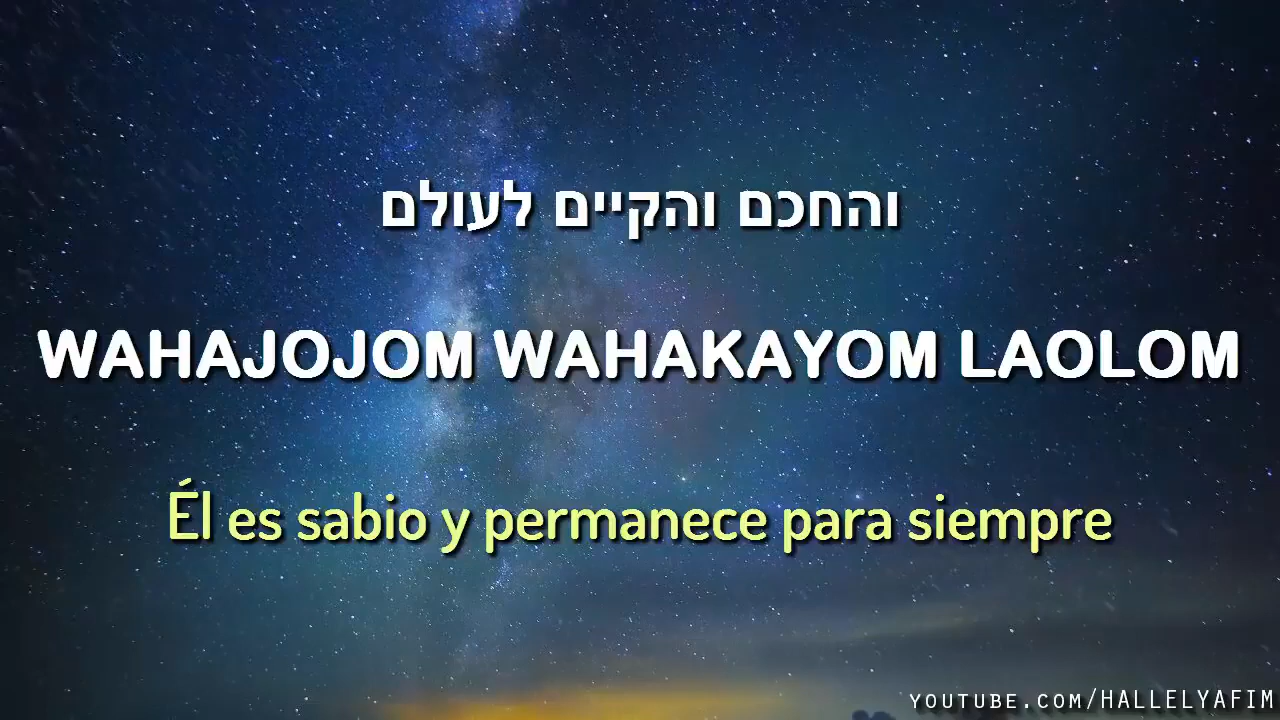 והחכם והקיים לעולם
WAHAJOJOM WAHAKAYOM LAOLOM
Él es sabio y permanece para siempre
YOUTUBE.COM/HALLELYAFIM